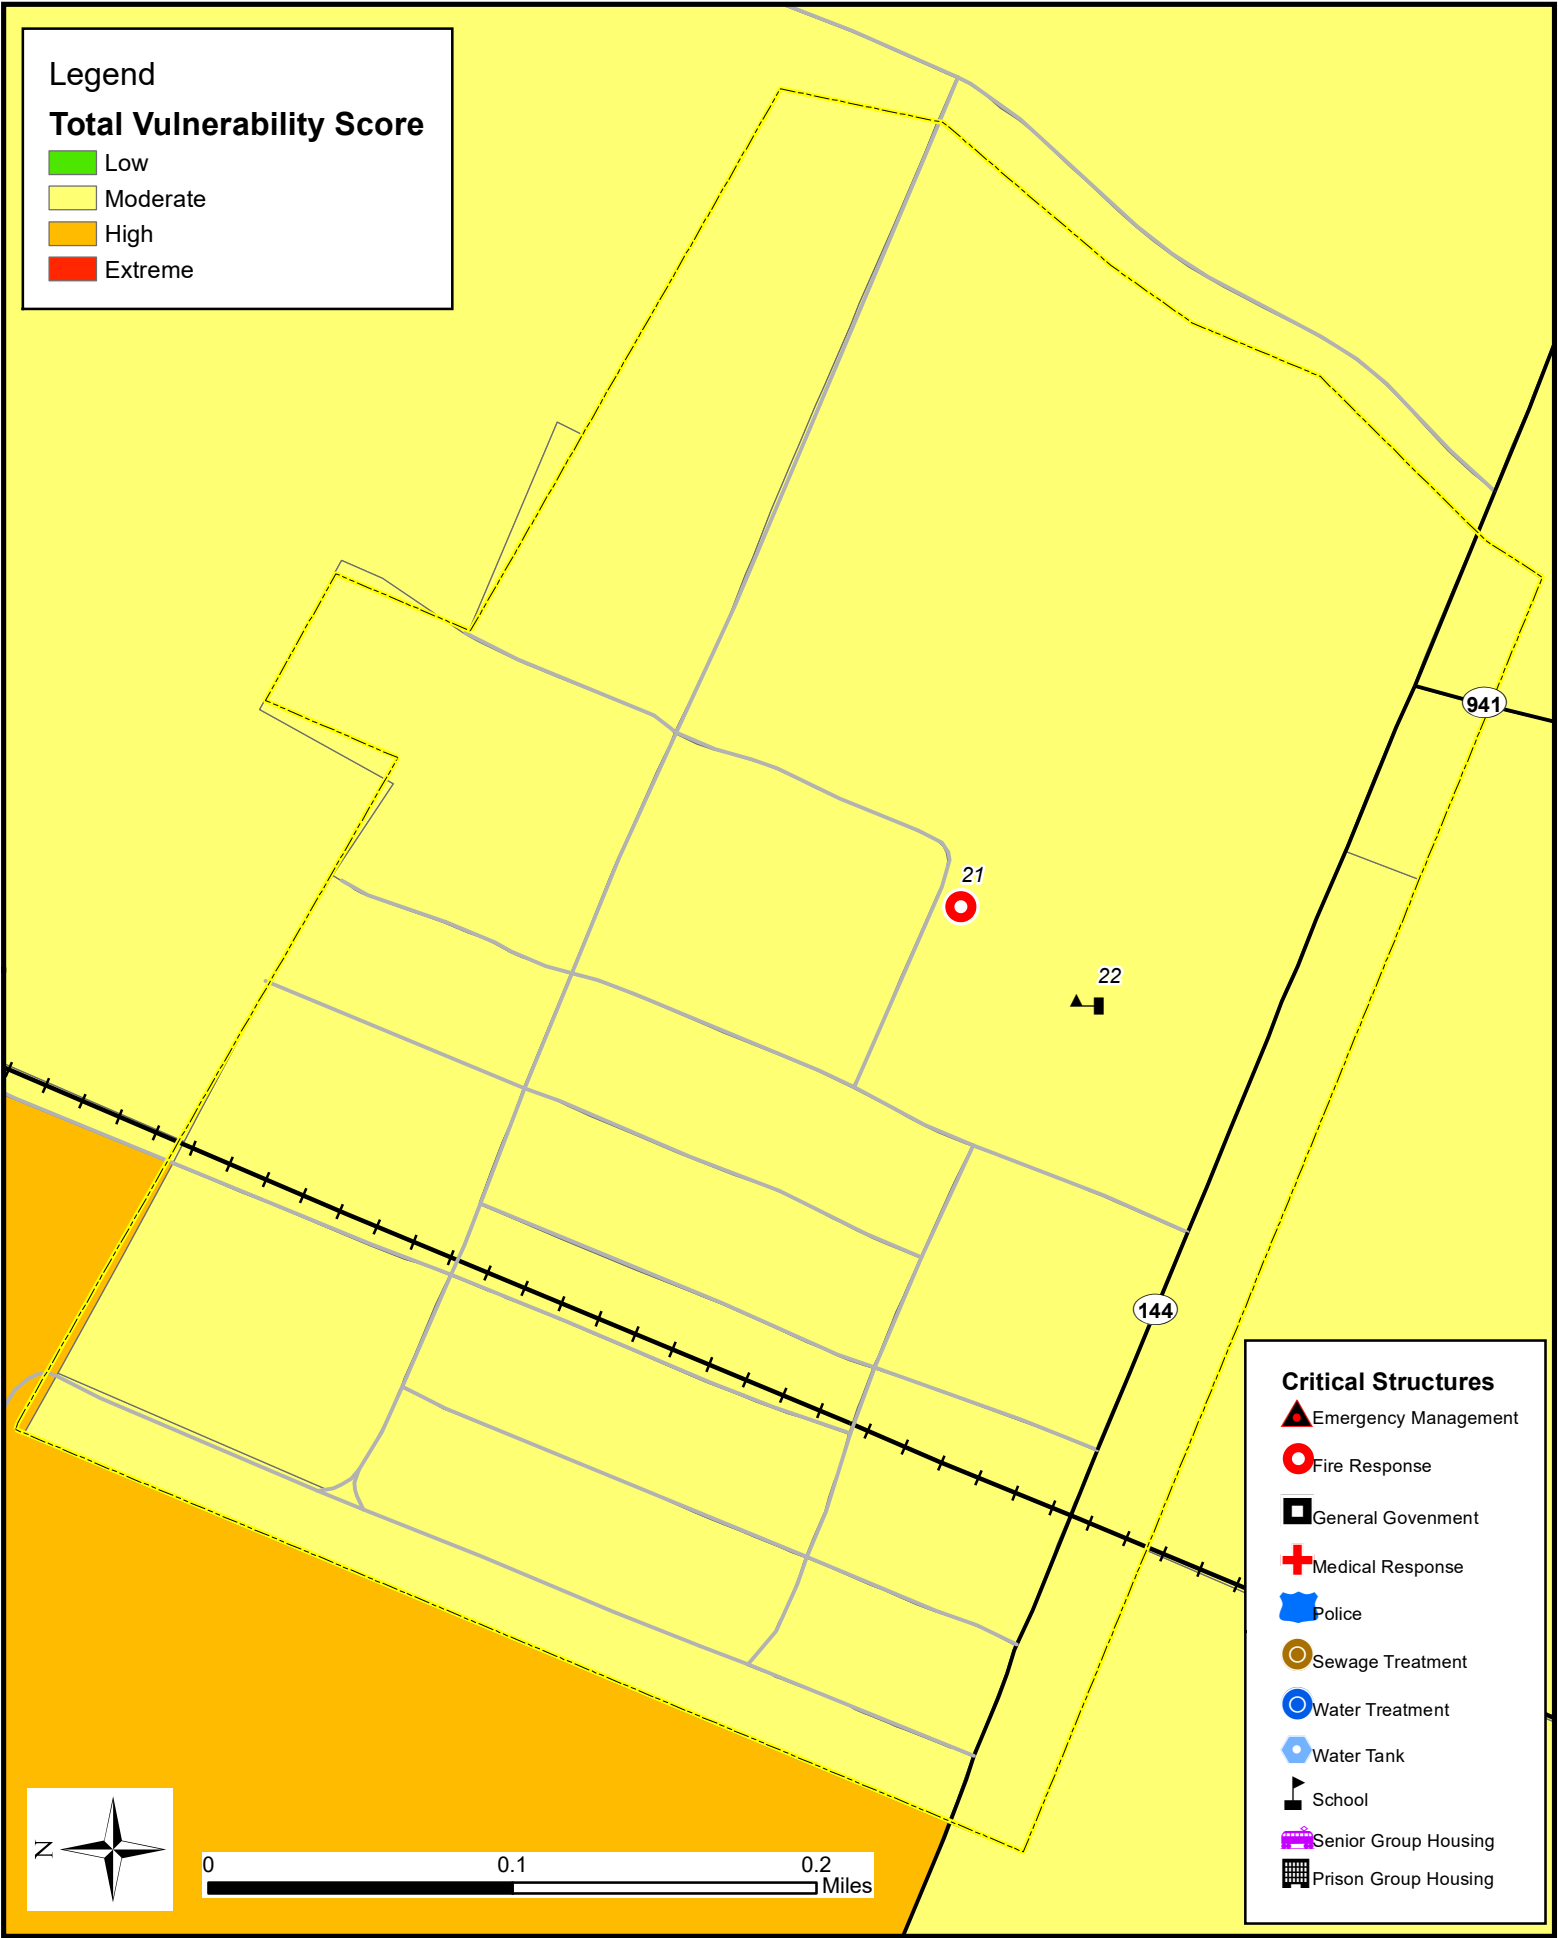 Legend
Total Vulnerability Score
Low
Moderate
High
Extreme
941
21
22
144
Critical Structures
Emergency Management
Fire Response
General Govenment
Medical Response
Police
Sewage Treatment
Water Treatment
Water Tank
School
Senior Group Housing
Prison Group Housing
N
0 0.1 0.2
Miles